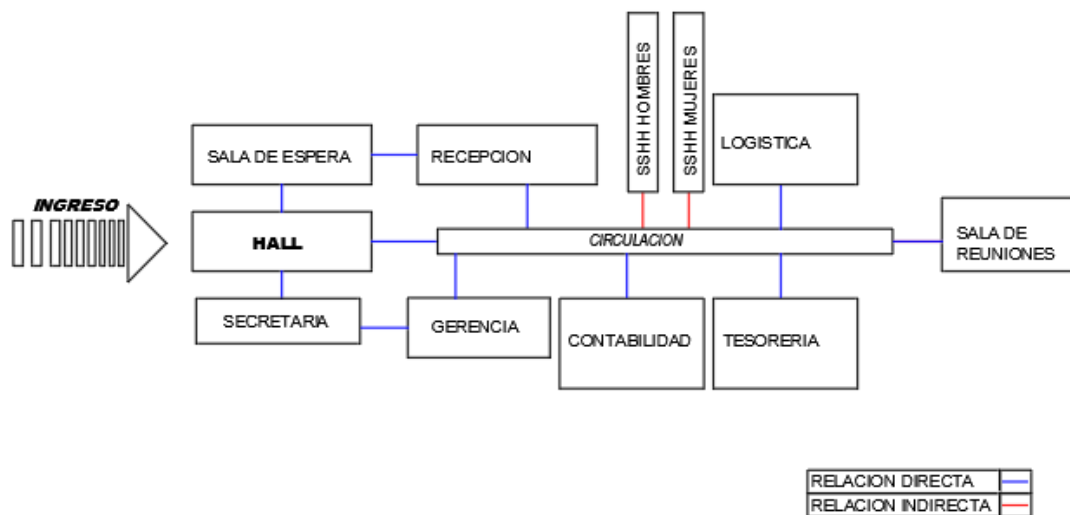 SSHH HOMBRES
SSHH MUJERES
LOGISTICA
SALA DE ESPERA
RECEPCION
INGRESO
HALL
CIRCULACION
SALA DE
REUNIONES
SECRETARIA
GERENCIA
CONTABILIDAD
TESORERIA
RELACION DIRECTA
RELACION INDIRECTA